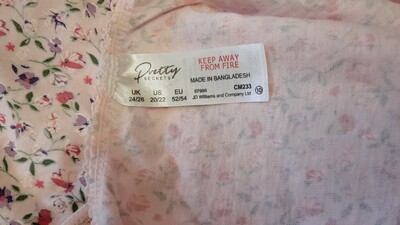 Pretty
SECRETS
KEEP AWAY
FROM FIRE
MADE IN BANGLADESH
UK US EU
24/26 20/22 52/54
CM233
JD Williams and Company Ltd
10